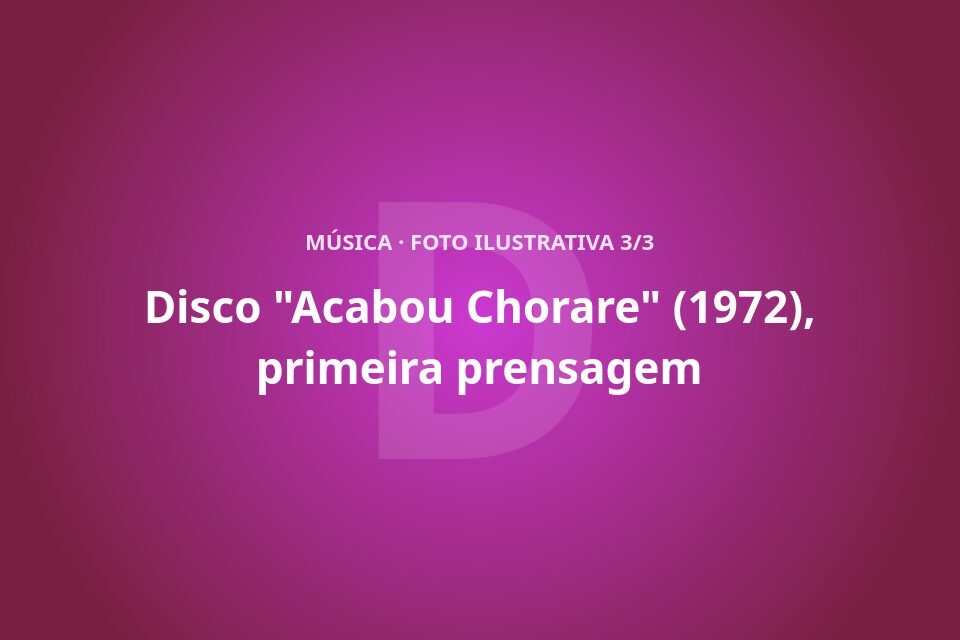 MÚSICA · FOTO ILUSTRATIVA 3/3
D
Disco "Acabou Chorare" (1972),
primeira prensagem